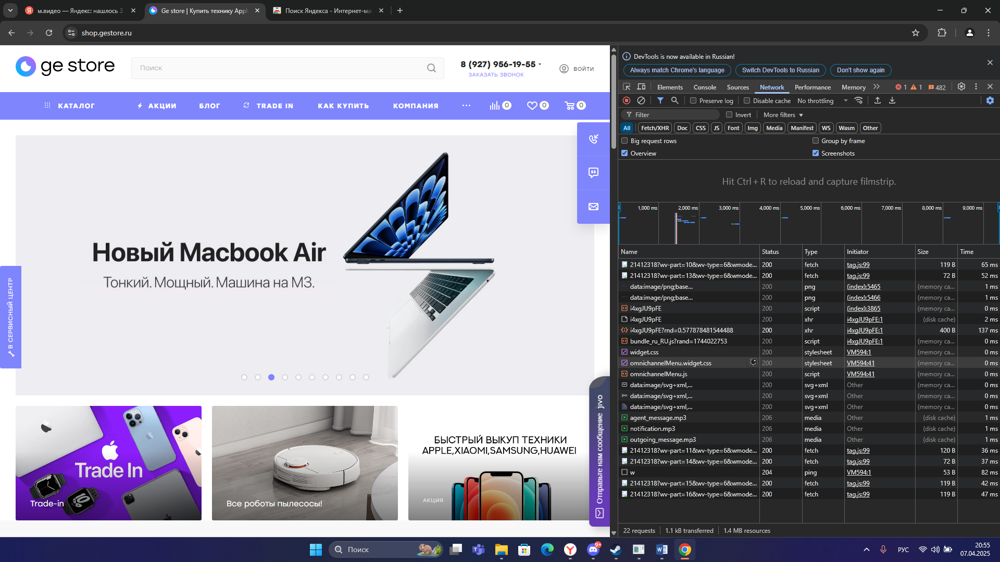 м.видео — Яндекс: нашлось 3
Ge store | Купить технику Appl
Поиск Яндекса - Интернет-ма
shop.gestore.ru
ge store
Поиск
8 (927) 956-19-55
ЗАКАЗАТЬ ЗВОНОК
ВОЙТИ
КАТАЛОГ
АКЦИИ
БЛОГ
TRADE IN
КАК КУПИТЬ
КОМПАНИЯ
...
0
0
0
Новый Macbook Air
Тонкий. Мощный. Машина на M3.
В СЕРВИСНЫЙ ЦЕНТР
Trade In
Trade-in
Все роботы пылесосы!
БЫСТРЫЙ ВЫКУП ТЕХНИКИ
APPLE,XIAOMI,SAMSUNG,HUAWEI
АКЦИЯ
Отправьте нам сообщение jivo
DevTools is now available in Russian!
Always match Chrome's language
Switch DevTools to Russian
Don't show again
Elements
Console
Sources
Network
Performance
Memory
1
1
482
Preserve log
Disable cache
No throttling
Filter
Invert
More filters
All
Fetch/XHR
Doc
CSS
JS
Font
Img
Media
Manifest
WS
Wasm
Other
Big request rows
Group by frame
Overview
Screenshots
Hit Ctrl + R to reload and capture filmstrip.
1,000 ms
2,000 ms
3,000 ms
4,000 ms
5,000 ms
6,000 ms
7,000 ms
8,000 ms
9,000 ms
Name Status Type Initiator Size Time
21412318?wv-part=10&wv-type=6&wmode... 200 fetch tag.js:99 119 B 65 ms
21412318?wv-part=13&wv-type=6&wmode... 200 fetch tag.js:99 72 B 52 ms
data:image/png;base... 200 png (index):5465 (memory ca... 1 ms
data:image/png;base... 200 png (index):5466 (memory ca... 1 ms
i4xgJU9pFE 200 script (index):3865 (memory ca... 0 ms
i4xgJU9pFE 200 xhr i4xgJU9pFE:1 (disk cache) 2 ms
i4xgJU9pFE?rnd=0.577878481544488 200 xhr i4xgJU9pFE:1 400 B 137 ms
bundle_ru_RU.js?rand=1744022753 200 script i4xgJU9pFE:1 (memory ca... 0 ms
widget.css 200 stylesheet VM594:1 (memory ca... 0 ms
omnichannelMenu.widget.css 200 stylesheet VM594:41 (memory ca... 0 ms
omnichannelMenu.js 200 script VM594:41 (memory ca... 0 ms
data:image/svg+xml,... 200 svg+xml Other (memory ca... 0 ms
data:image/svg+xml,... 200 svg+xml Other (memory ca... 0 ms
data:image/svg+xml,... 200 svg+xml Other (memory ca... 0 ms
agent_message.mp3 206 media Other (disk cache) 1 ms
notification.mp3 206 media Other (disk cache) 1 ms
outgoing_message.mp3 206 media Other (disk cache) 1 ms
21412318?wv-part=11&wv-type=6&wmode... 200 fetch tag.js:99 120 B 36 ms
21412318?wv-part=14&wv-type=6&wmode... 200 fetch tag.js:99 72 B 37 ms
w 204 ping VM594:1 53 B 82 ms
21412318?wv-part=15&wv-type=6&wmode... 200 fetch tag.js:99 119 B 42 ms
21412318?wv-part=16&wv-type=6&wmode... 200 fetch tag.js:99 119 B 47 ms
22 requests
1.1 kB transferred
1.4 MB resources
Поиск
9+
РУС
20:55
07.04.2025